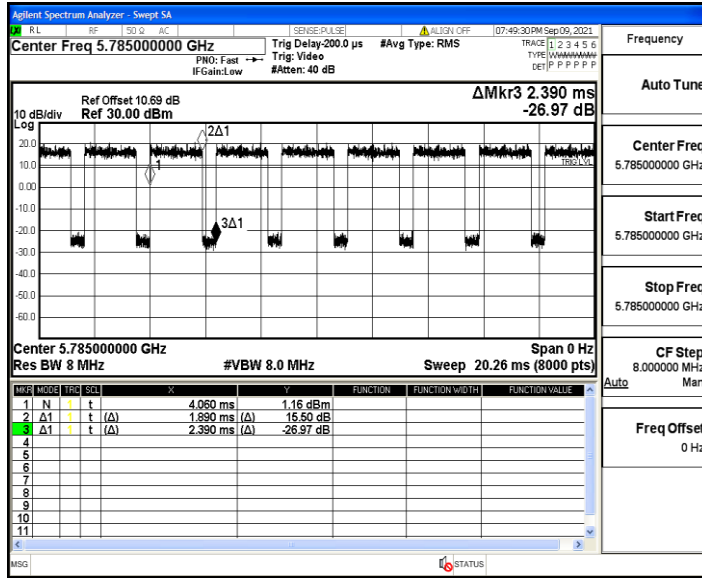 Agilent Spectrum Analyzer - Swept SA
RL RF 50 Ω AC SENSE:PULSE ALIGN OFF 07:49:30 PM Sep 09, 2021
Center Freq 5.785000000 GHz
PNO: Fast
IFGain:Low
Trig Delay-200.0 µs
Trig: Video
#Atten: 40 dB
#Avg Type: RMS
TRACE 1 2 3 4 5 6
TYPE WWWWWW
DET P P P P P P
ΔMkr3 2.390 ms
-26.97 dB
Ref Offset 10.69 dB
10 dB/div Ref 30.00 dBm
Log
2Δ1
20.0
1
TRIG LVL
10.0
0.00
-10.0
3Δ1
-20.0
-30.0
-40.0
-50.0
-60.0
Center 5.785000000 GHz Span 0 Hz
Res BW 8 MHz #VBW 8.0 MHz Sweep 20.26 ms (8000 pts)
MKR MODE TRC SCL X Y FUNCTION FUNCTION WIDTH FUNCTION VALUE
1 N 1 t 4.060 ms 1.16 dBm
2 Δ1 1 t (Δ) 1.890 ms (Δ) 15.50 dB
3 Δ1 1 t (Δ) 2.390 ms (Δ) -26.97 dB
4
5
6
7
8
9
10
11
MSG STATUS
Frequency
Auto Tune
Center Freq
5.785000000 GHz
Start Freq
5.785000000 GHz
Stop Freq
5.785000000 GHz
CF Step
8.000000 MHz
Auto Man
Freq Offset
0 Hz